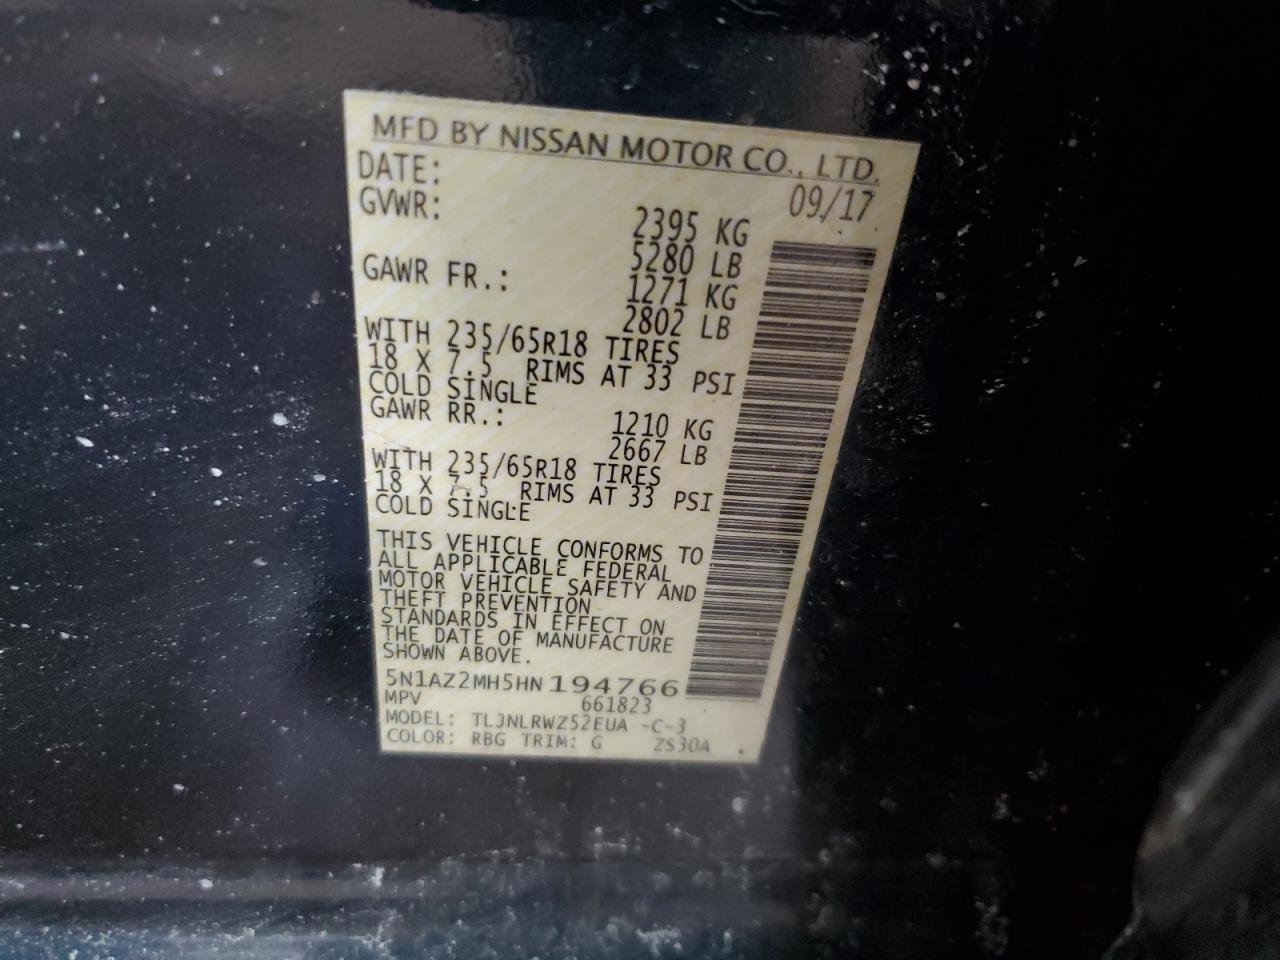 MFD BY NISSAN MOTOR CO., LTD.
DATE: 09/17
GVWR: 2395 KG
5280 LB
GAWR FR.: 1271 KG
2802 LB
WITH 235/65R18 TIRES
18 X 7.5 RIMS AT 33 PSI
COLD SINGLE
GAWR RR.: 1210 KG
2667 LB
WITH 235/65R18 TIRES
18 X 7.5 RIMS AT 33 PSI
COLD SINGLE
THIS VEHICLE CONFORMS TO
ALL APPLICABLE FEDERAL
MOTOR VEHICLE SAFETY AND
THEFT PREVENTION
STANDARDS IN EFFECT ON
THE DATE OF MANUFACTURE
SHOWN ABOVE.
5N1AZ2MH5HN194766
MPV 661823
MODEL: TLJNLRWZ52EUA -C-3
COLOR: RBG TRIM: G ZS30A